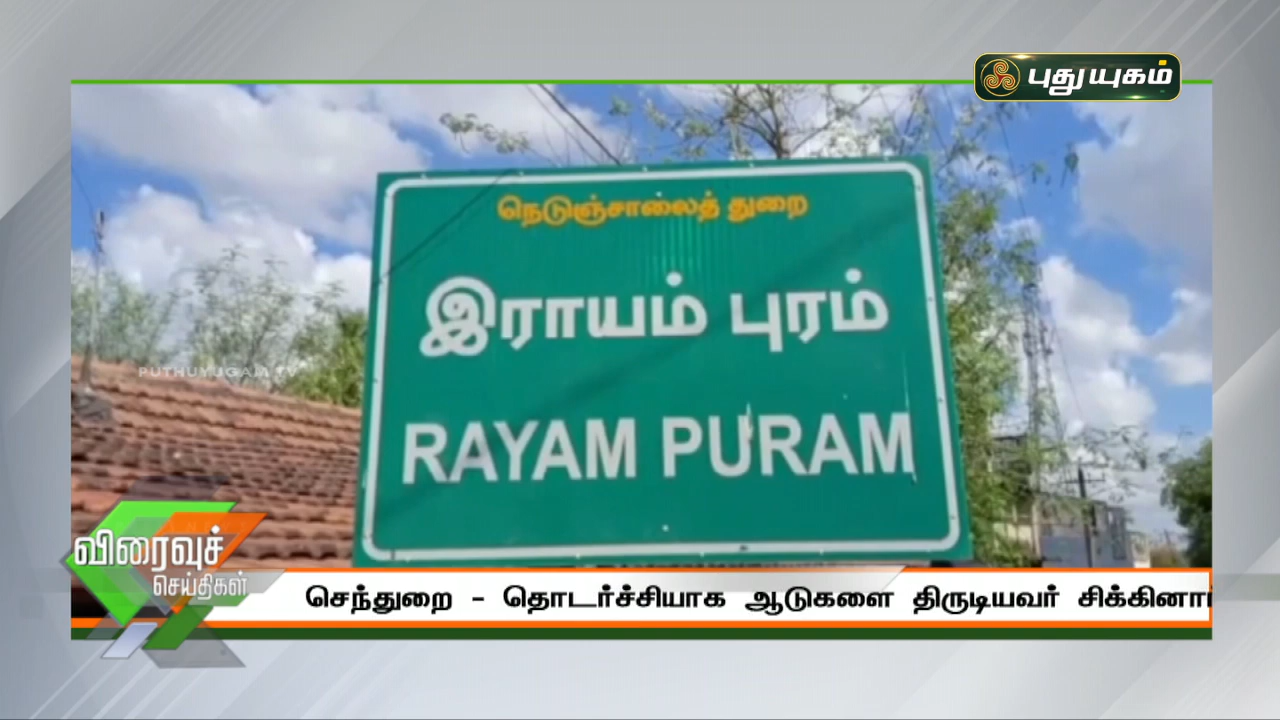 புதுயுகம்
நெடுஞ்சாலைத் துறை
இராயம் புரம்
RAYAM PURAM
PUTHUYUGAM TV
விரைவுச்
செய்திகள்
செந்துறை - தொடர்ச்சியாக ஆடுகளை திருடியவர்